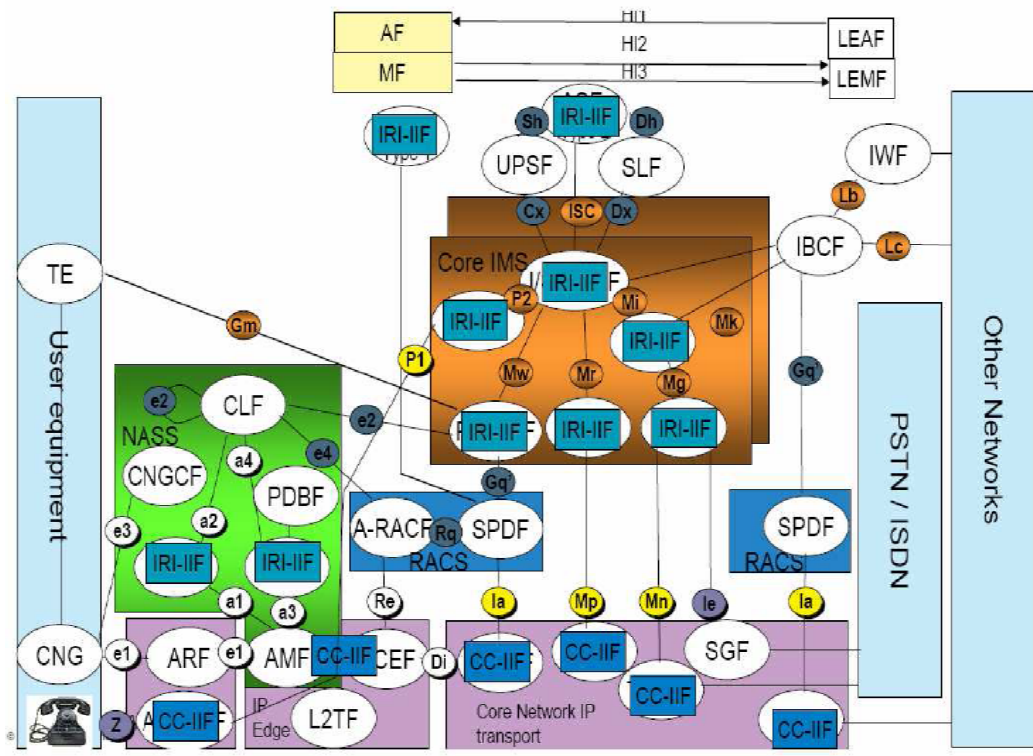 HI1
AF
LEAF
HI2
MF
HI3
LEMF
IRI-IIF
Sh
IRI-IIF
Dh
UPSF
SLF
IWF
Lb
Cx
ISC
Dx
IBCF
Lc
Core IMS
TE
IRI-IIF
P2
Mi
IRI-IIF
Mk
Gm
IRI-IIF
P1
Mw
Mr
Mg
Gq'
User equipment
Other Networks
PSTN / ISDN
e2
CLF
e2
IRI-IIF
IRI-IIF
IRI-IIF
NASS
e4
a4
CNGCF
PDBF
Gq'
a2
e3
A-RACF
Rq
SPDF
RACS
SPDF
RACS
IRI-IIF
IRI-IIF
a1
a3
Re
Ia
Mp
Mn
Ie
Ia
CNG
e1
ARF
e1
AMF
CC-IIF
CEF
Di
CC-IIF
CC-IIF
SGF
CC-IIF
Z
CC-IIF
IP
Edge
L2TF
Core Network IP
transport
CC-IIF
©